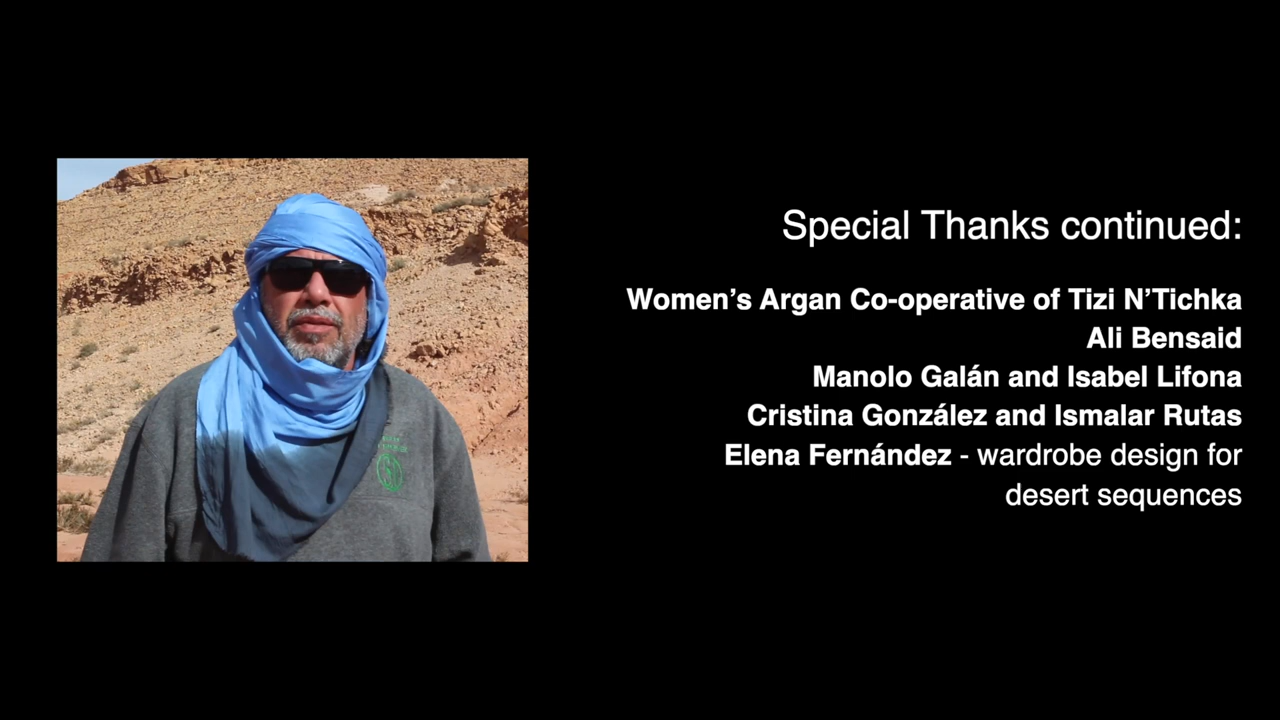 Special Thanks continued:
Women’s Argan Co-operative of Tizi N’Tichka
Ali Bensaid
Manolo Galán and Isabel Lifona
Cristina González and Ismalar Rutas
Elena Fernández - wardrobe design for
desert sequences